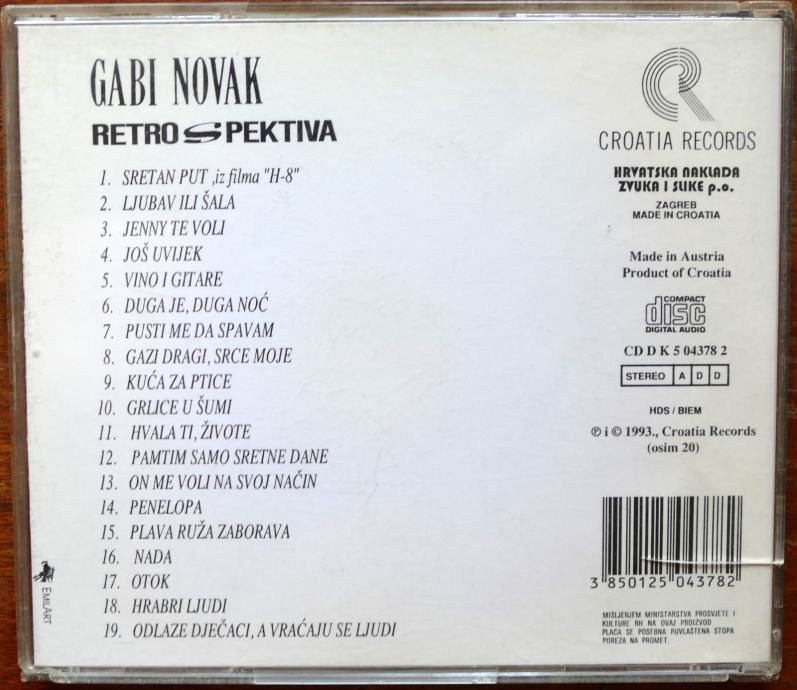 GABI NOVAK
RETROSPEKTIVA
1. SRETAN PUT ,iz filma "H-8"
2. LJUBAV ILI ŠALA
3. JENNY TE VOLI
4. JOŠ UVIJEK
5. VINO I GITARE
6. DUGA JE, DUGA NOĆ
7. PUSTI ME DA SPAVAM
8. GAZI DRAGI, SRCE MOJE
9. KUĆA ZA PTICE
10. GRLICE U ŠUMI
11. HVALA TI, ŽIVOTE
12. PAMTIM SAMO SRETNE DANE
13. ON ME VOLI NA SVOJ NAČIN
14. PENELOPA
15. PLAVA RUŽA ZABORAVA
16. NADA
17. OTOK
18. HRABRI LJUDI
19. ODLAZE DJEČACI, A VRAĆAJU SE LJUDI
EMILART
CROATIA RECORDS
HRVATSKA NAKLADA
ZVUKA I SLIKE p.o.
ZAGREB
MADE IN CROATIA
Made in Austria
Product of Croatia
COMPACT
disc
DIGITAL AUDIO
CD D K 5 04378 2
STEREO A D D
HDS / BIEM
℗ i © 1993., Croatia Records
(osim 20)
3 850125 043782
MIŠLJENJEM MINISTARSTVA PROSVJETE I
KULTURE RH NA OVAJ PROIZVOD
PLAĆA SE POSEBNA POVLAŠTENA STOPA
POREZA NA PROMET.